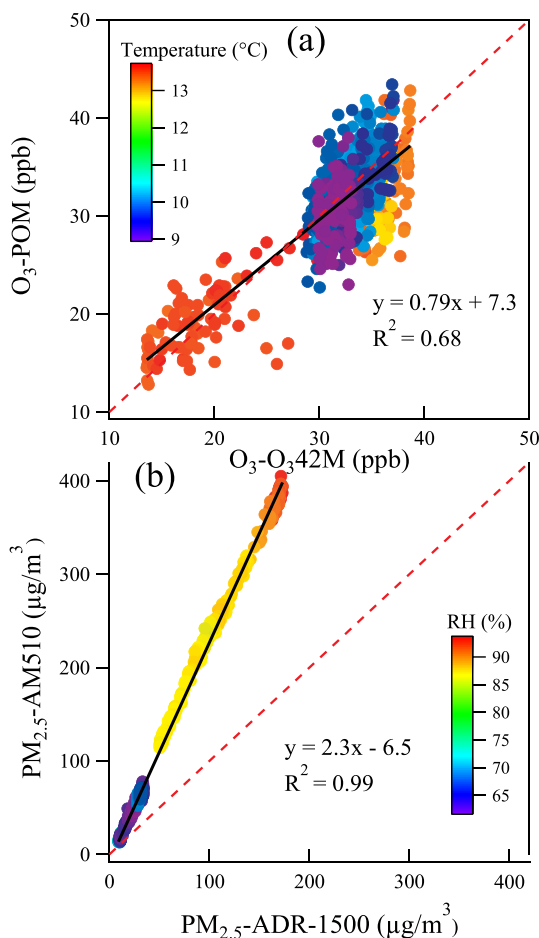 50
(a)
Temperature (°C)
13
12
11
10
9
40
30
20
10
O₃-POM (ppb)
y = 0.79x + 7.3
R² = 0.68
10 20 30 40 50
O₃-O₃42M (ppb)
(b)
400
300
200
100
0
PM₂.₅-AM510 (µg/m³)
RH (%)
90
85
80
75
70
65
y = 2.3x - 6.5
R² = 0.99
0 100 200 300 400
PM₂.₅-ADR-1500 (µg/m³)